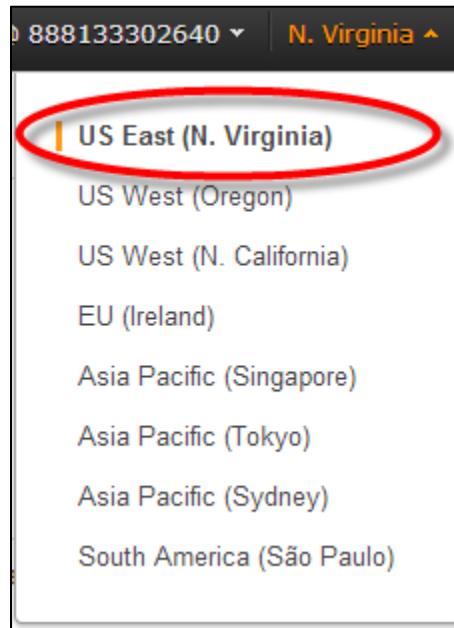 888133302640 N. Virginia
US East (N. Virginia)
US West (Oregon)
US West (N. California)
EU (Ireland)
Asia Pacific (Singapore)
Asia Pacific (Tokyo)
Asia Pacific (Sydney)
South America (São Paulo)